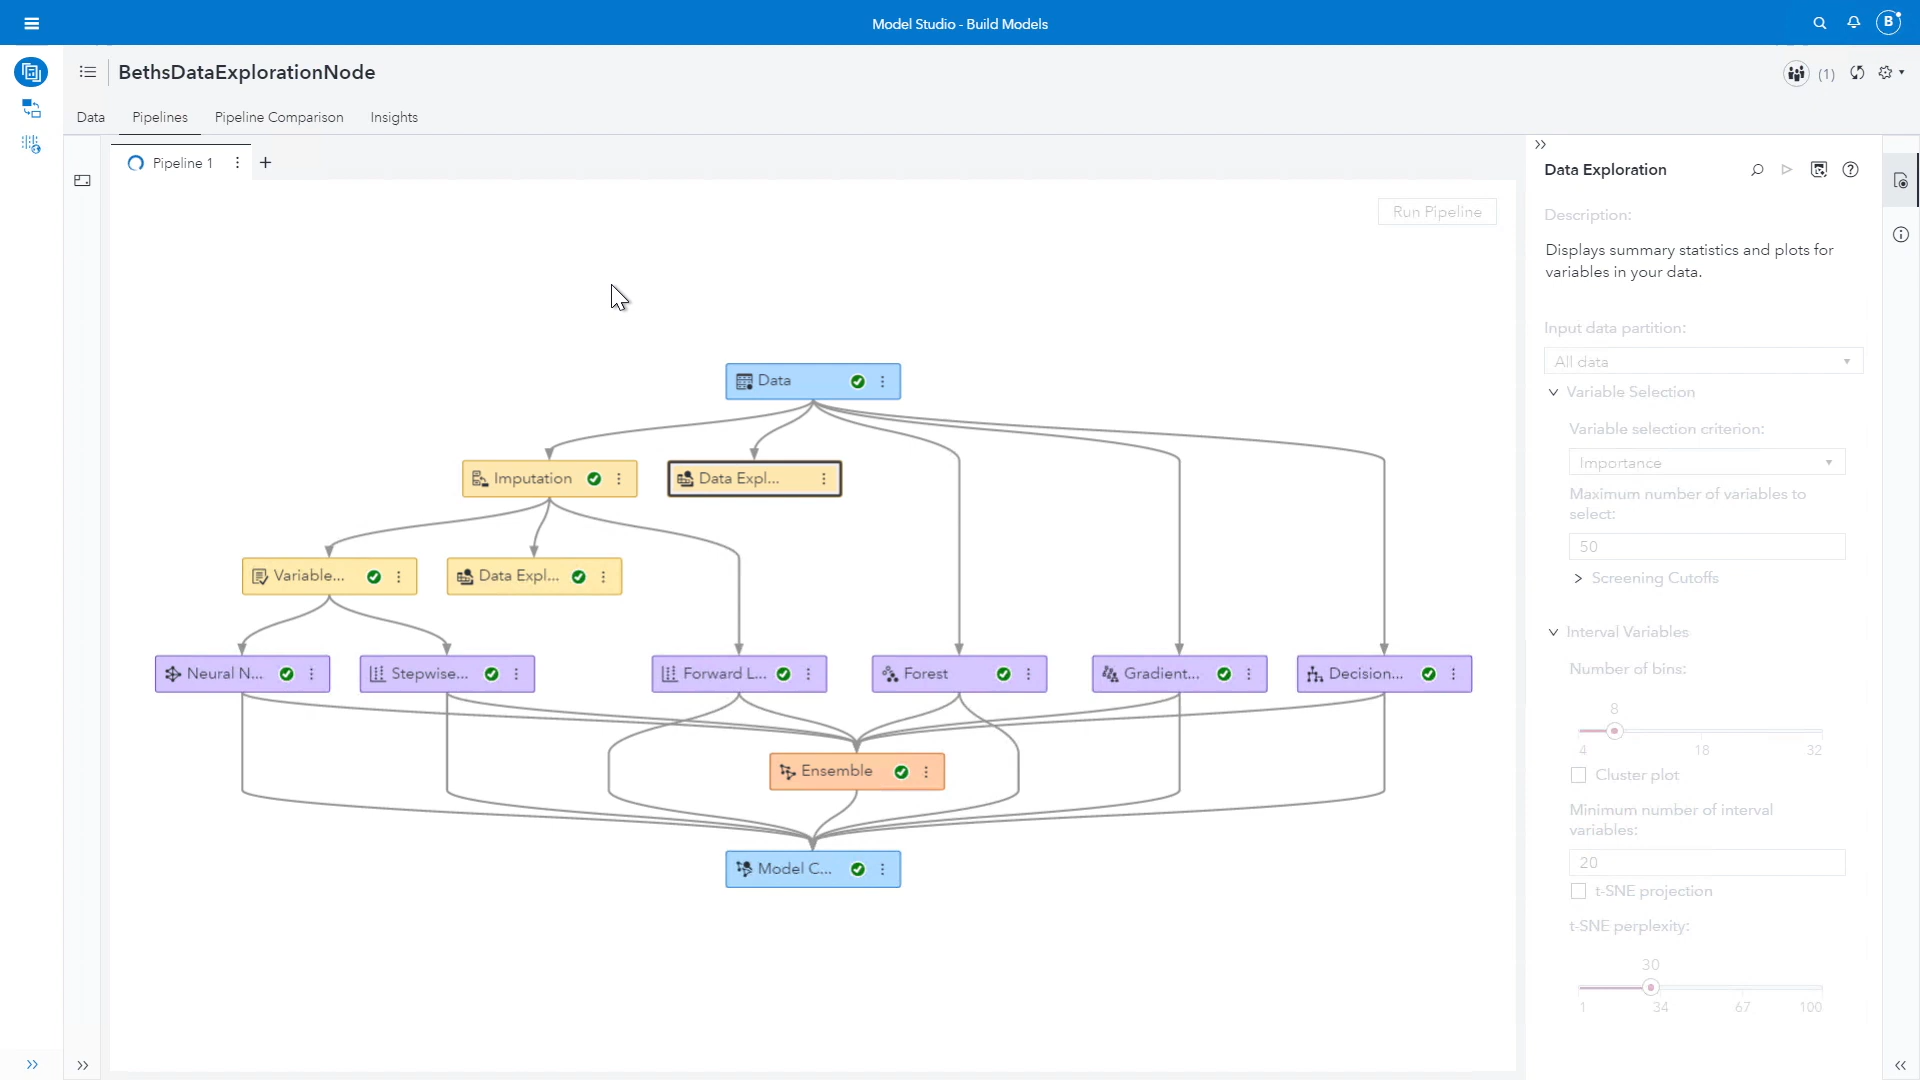 Model Studio - Build Models
B
BethsDataExplorationNode
(1)
Data
Pipelines
Pipeline Comparison
Insights
Pipeline 1
Run Pipeline
Data
Imputation
Data Expl...
Variable...
Data Expl...
Neural N...
Stepwise...
Forward L...
Forest
Gradient...
Decision...
Ensemble
Model C...
Data Exploration
Description:
Displays summary statistics and plots for
variables in your data.
Input data partition:
All data
Variable Selection
Variable selection criterion:
Importance
Maximum number of variables to
select:
50
Screening Cutoffs
Interval Variables
Number of bins:
8
4 18 32
Cluster plot
Minimum number of interval
variables:
20
t-SNE projection
t-SNE perplexity:
30
1 34 67 100